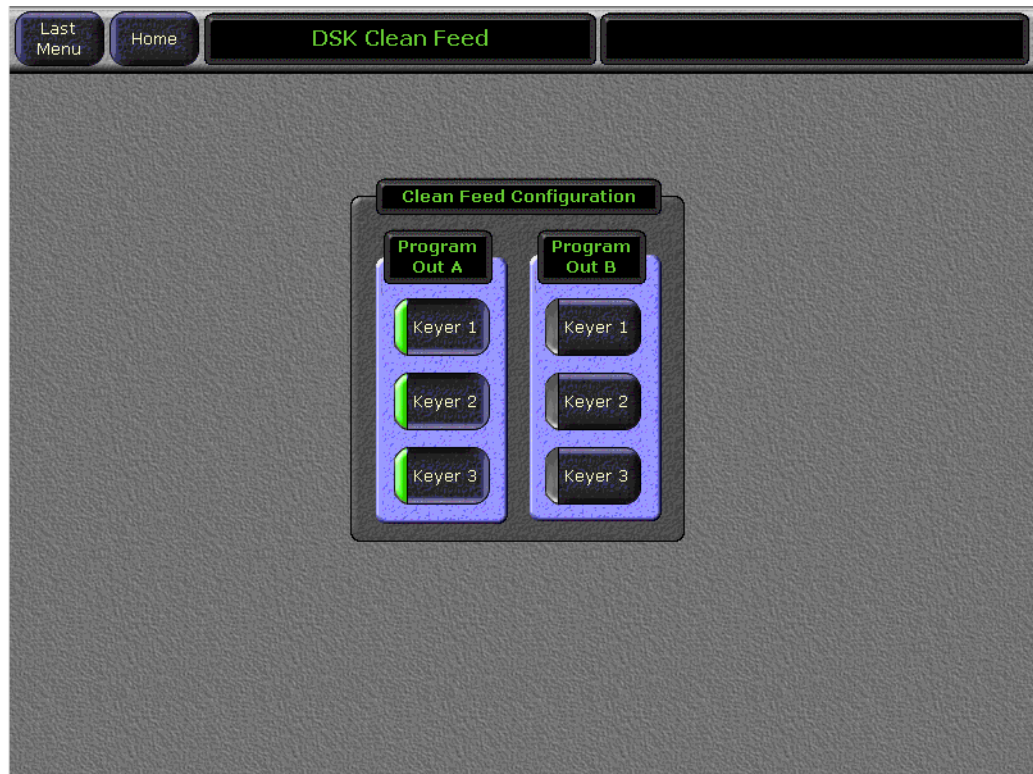 Last
Menu
Home
DSK Clean Feed
Clean Feed Configuration
Program
Out A
Program
Out B
Keyer 1
Keyer 1
Keyer 2
Keyer 2
Keyer 3
Keyer 3